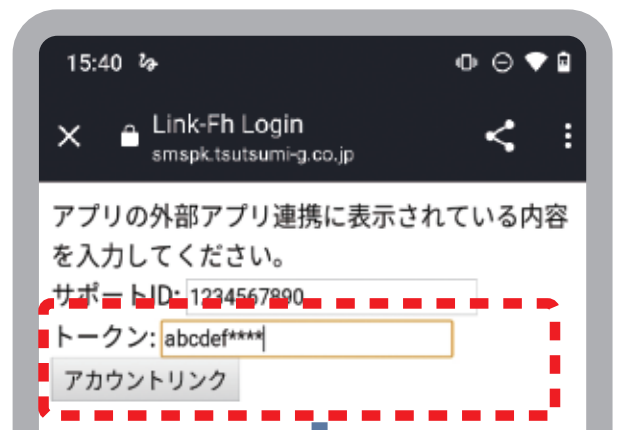 15:40
Link-Fh Login
smspk.tsutsumi-g.co.jp
アプリの外部アプリ連携に表示されている内容
を入力してください。
サポートID: 1234567890
トークン: abcdef****
アカウントリンク